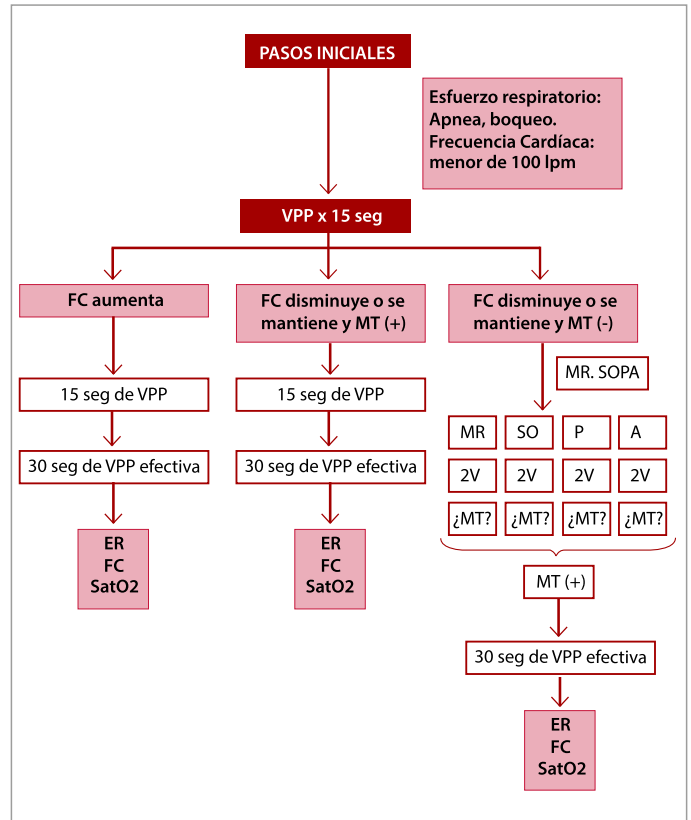 PASOS INICIALES
Esfuerzo respiratorio:
Apnea, boqueo.
Frecuencia Cardíaca:
menor de 100 lpm
VPP x 15 seg
FC aumenta
FC disminuye o se
mantiene y MT (+)
FC disminuye o se
mantiene y MT (-)
MR. SOPA
15 seg de VPP
15 seg de VPP
MR
SO
P
A
30 seg de VPP efectiva
30 seg de VPP efectiva
2V
2V
2V
2V
¿MT?
¿MT?
¿MT?
¿MT?
ER
FC
SatO2
ER
FC
SatO2
MT (+)
30 seg de VPP efectiva
ER
FC
SatO2